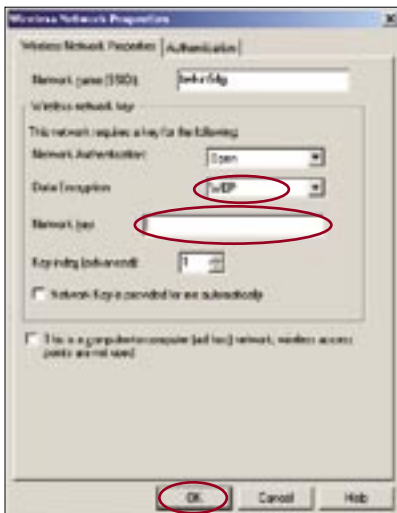 Wireless Network Properties
Wireless Network Properties Authentication
Network name (SSID):
Wireless network key
This network requires a key for the following:
Network Authentication: Open
Data Encryption: WEP
Network key:
Key index (advanced): 1
Network Key is provided for me automatically
This is a computer-to-computer (ad hoc) network; wireless access
points are not used
OK Cancel Help